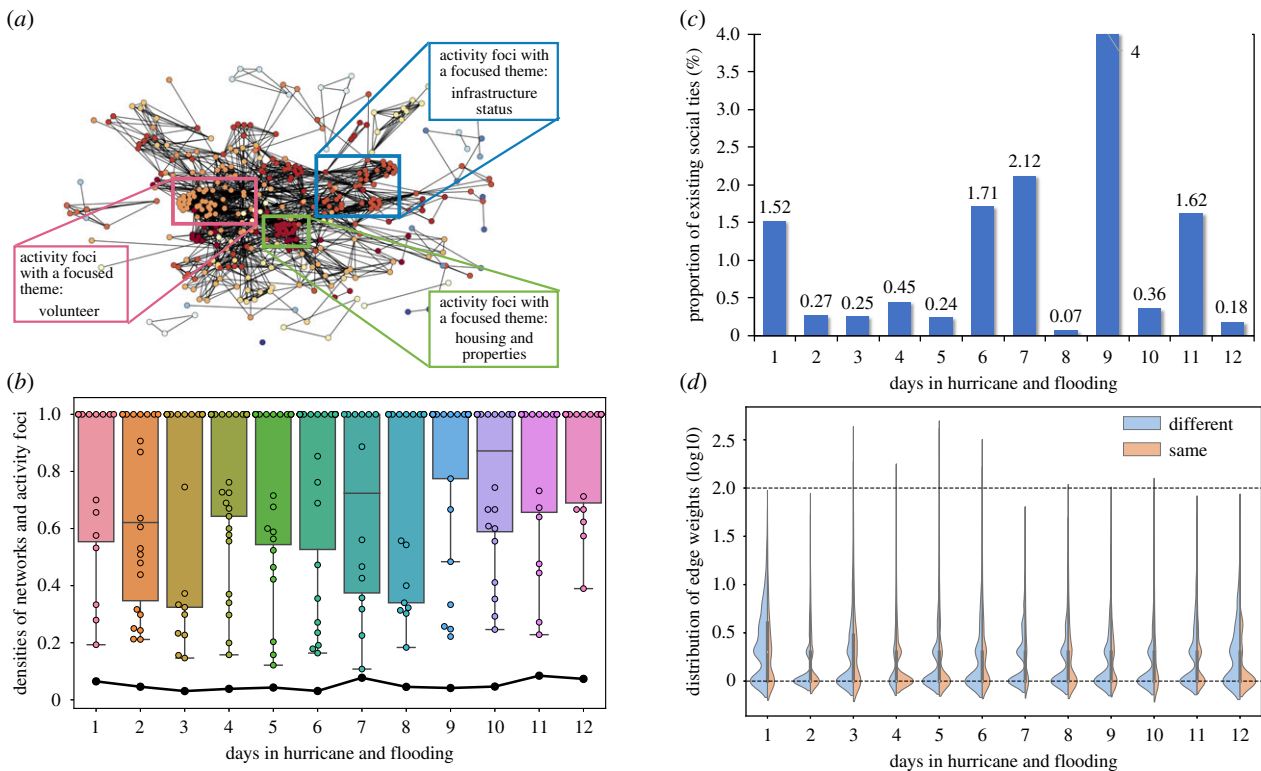 (a)
activity foci with
a focused theme:
infrastructure
status
activity foci
with a focused
theme:
volunteer
activity foci with
a focused theme:
housing and
properties
(b)
densities of networks and activity foci
1.0
0.8
0.6
0.4
0.2
0
1 2 3 4 5 6 7 8 9 10 11 12
days in hurricane and flooding
(c)
proportion of existing social ties (%)
4.0
3.5
3.0
2.5
2.0
1.5
1.0
0.5
0
1.52
0.27
0.25
0.45
0.24
1.71
2.12
0.07
4
0.36
1.62
0.18
1 2 3 4 5 6 7 8 9 10 11 12
days in hurricane and flooding
(d)
distribution of edge weights (log10)
2.5
2.0
1.5
1.0
0.5
0
different
same
1 2 3 4 5 6 7 8 9 10 11 12
days in hurricane and flooding